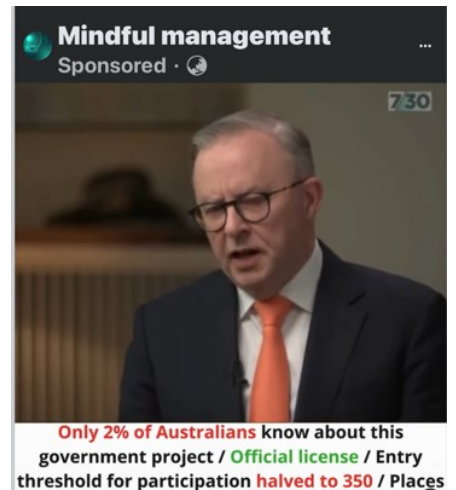 Mindful management
Sponsored ·
7.30
Only 2% of Australians know about this
government project / Official license / Entry
threshold for participation halved to 350 / Places